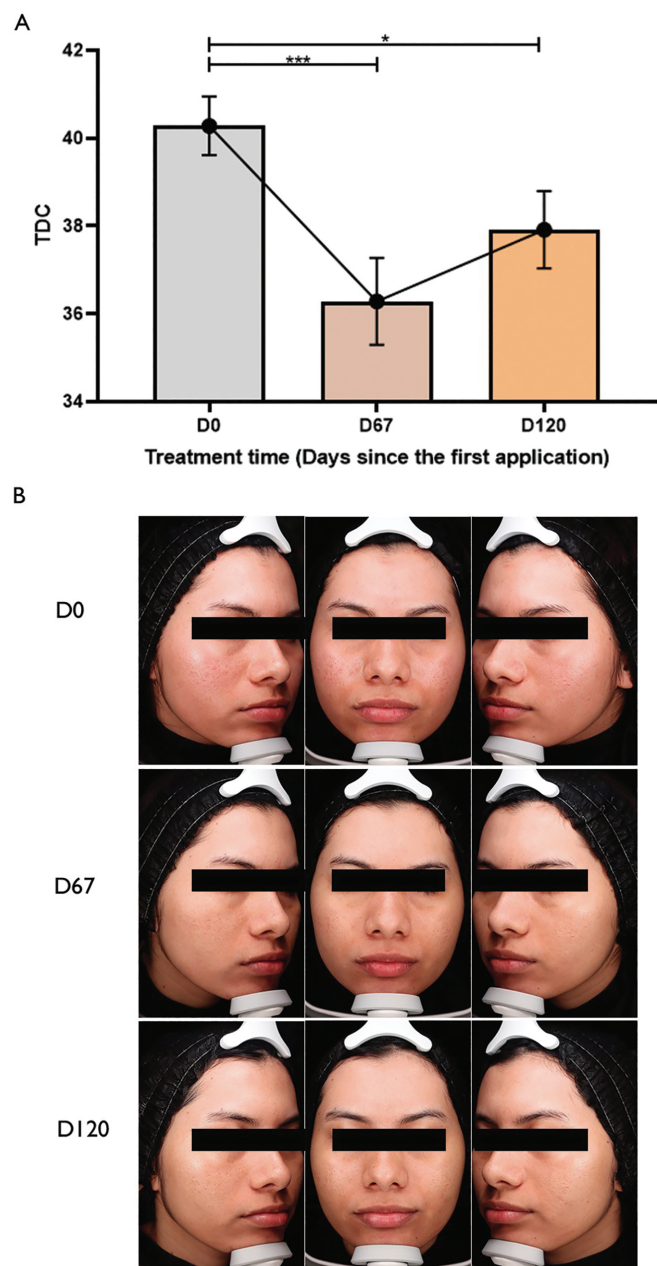 A
*
***
42
40
38
36
34
TDC
D0 D67 D120
Treatment time (Days since the first application)
B
D0
D67
D120